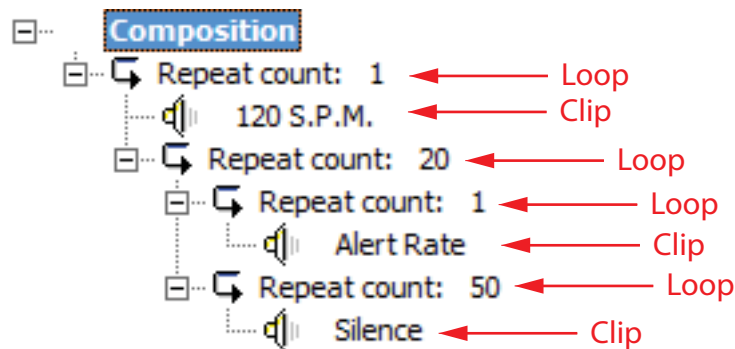 Composition
Repeat count: 1 Loop
120 S.P.M. Clip
Repeat count: 20 Loop
Repeat count: 1 Loop
Alert Rate Clip
Repeat count: 50 Loop
Silence Clip